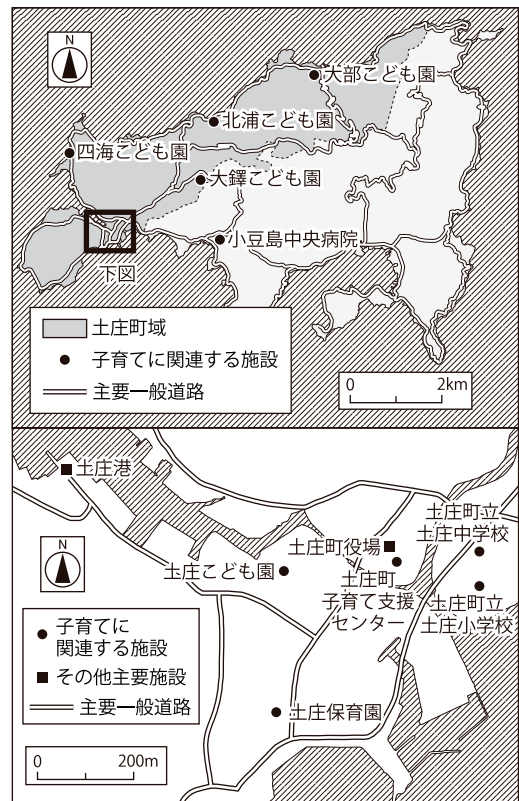 N
大部こども園
北浦こども園
四海こども園
大鐸こども園
小豆島中央病院
下図
土庄町域
子育てに関連する施設
主要一般道路
0
2km
土庄港
N
土庄町役場
土庄町立
土庄中学校
土庄こども園
土庄町
子育て支援
センター
土庄町立
土庄小学校
子育てに
関連する施設
その他主要施設
主要一般道路
土庄保育園
0
200m